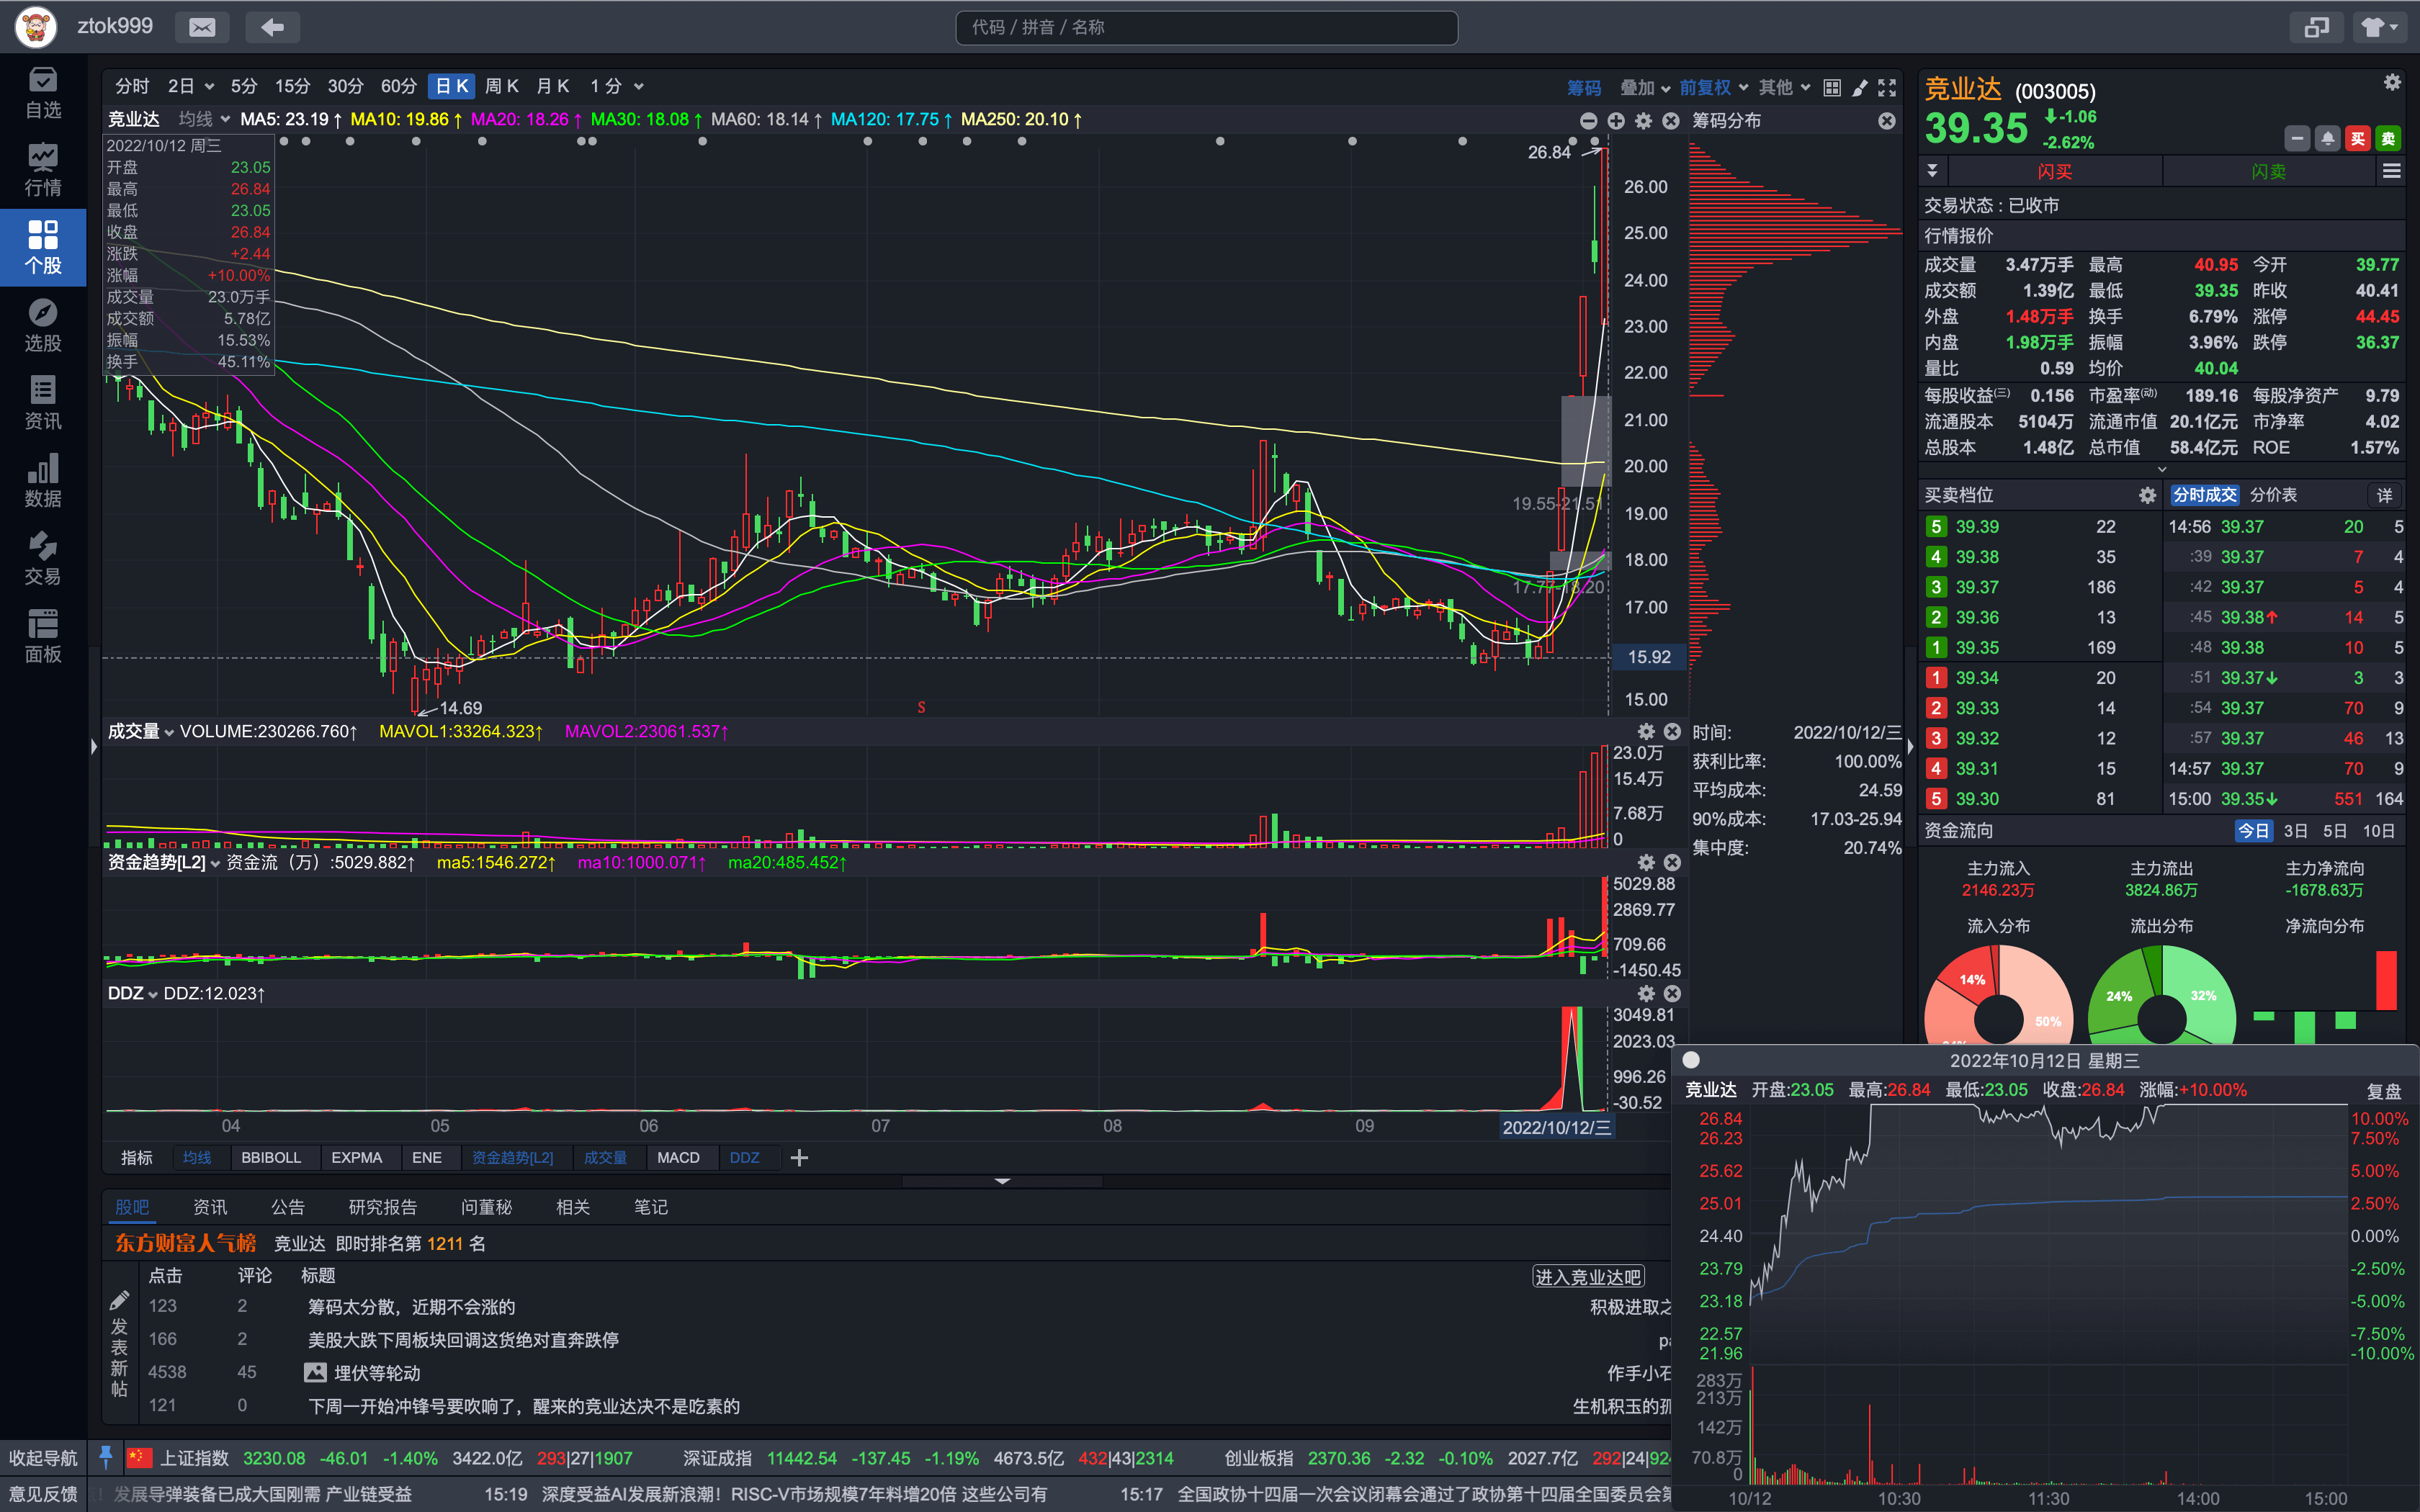 ztok999
代码 / 拼音 / 名称
自选
行情
个股
选股
资讯
数据
交易
面板
分时 2日 5分 15分 30分 60分 日K 周K 月K 1分 筹码 叠加 前复权 其他
竞业达 均线 MA5: 23.19↑ MA10: 19.86↑ MA20: 18.26↑ MA30: 18.08↑ MA60: 18.14↑ MA120: 17.75↑ MA250: 20.10↑
筹码分布
2022/10/12 周三
开盘 23.05
最高 26.84
最低 23.05
收盘 26.84
涨跌 +2.44
涨幅 +10.00%
成交量 23.0万手
成交额 5.78亿
振幅 15.53%
换手 45.11%
26.84
26.00
25.00
24.00
23.00
22.00
21.00
20.00
19.00
18.00
17.00
15.92
15.00
19.55-21.51
17.77-18.20
14.69
S
成交量 VOLUME:230266.760↑ MAVOL1:33264.323↑ MAVOL2:23061.537↑
23.0万
15.4万
7.68万
0
资金趋势[L2] 资金流（万）:5029.882↑ ma5:1546.272↑ ma10:1000.071↑ ma20:485.452↑
5029.88
2869.77
709.66
-1450.45
DDZ DDZ:12.023↑
3049.81
2023.03
996.26
-30.52
04 05 06 07 08 09 2022/10/12/三
指标 均线 BBIBOLL EXPMA ENE 资金趋势[L2] 成交量 MACD DDZ
时间: 2022/10/12/三
获利比率: 100.00%
平均成本: 24.59
90%成本: 17.03-25.94
集中度: 20.74%
股吧 资讯 公告 研究报告 问董秘 相关 笔记
东方财富人气榜 竞业达 即时排名第 1211 名
点击 评论 标题 进入竞业达吧
发表新帖
123 2 筹码太分散，近期不会涨的 积极进取之
166 2 美股大跌下周板块回调这货绝对直奔跌停
4538 45 埋伏等轮动 作手小石
121 0 下周一开始冲锋号要吹响了，醒来的竞业达决不是吃素的 生机积玉的孤
竞业达 (003005)
39.35 -1.06
-2.62%
买 卖
闪买 闪卖
交易状态：已收市
行情报价
成交量 3.47万手 最高 40.95 今开 39.77
成交额 1.39亿 最低 39.35 昨收 40.41
外盘 1.48万手 换手 6.79% 涨停 44.45
内盘 1.98万手 振幅 3.96% 跌停 36.37
量比 0.59 均价 40.04
每股收益(三) 0.156 市盈率(动) 189.16 每股净资产 9.79
流通股本 5104万 流通市值 20.1亿元 市净率 4.02
总股本 1.48亿 总市值 58.4亿元 ROE 1.57%
买卖档位 分时成交 分价表 详
5 39.39 22 14:56 39.37 20 5
4 39.38 35 :39 39.37 7 4
3 39.37 186 :42 39.37 5 4
2 39.36 13 :45 39.38↑ 14 5
1 39.35 169 :48 39.38 10 5
1 39.34 20 :51 39.37↓ 3 3
2 39.33 14 :54 39.37 70 9
3 39.32 12 :57 39.37 46 13
4 39.31 15 14:57 39.37 70 9
5 39.30 81 15:00 39.35↓ 551 164
资金流向 今日 3日 5日 10日
主力流入 主力流出 主力净流向
2146.23万 3824.86万 -1678.63万
流入分布 流出分布 净流向分布
14% 50% 24% 32%
2022年10月12日 星期三
竞业达 开盘:23.05 最高:26.84 最低:23.05 收盘:26.84 涨幅:+10.00% 复盘
26.84 10.00%
26.23 7.50%
25.62 5.00%
25.01 2.50%
24.40 0.00%
23.79 -2.50%
23.18 -5.00%
22.57 -7.50%
21.96 -10.00%
283万
213万
142万
70.8万
0
10/12 10:30 11:30 14:00 15:00
收起导航 上证指数 3230.08 -46.01 -1.40% 3422.0亿 293|27|1907 深证成指 11442.54 -137.45 -1.19% 4673.5亿 432|43|2314 创业板指 2370.36 -2.32 -0.10% 2027.7亿 292|24|924
意见反馈 ！发展导弹装备已成大国刚需 产业链受益 15:19 深度受益AI发展新浪潮！RISC-V市场规模7年料增20倍 这些公司有 15:17 全国政协十四届一次会议闭幕会通过了政协第十四届全国委员会第